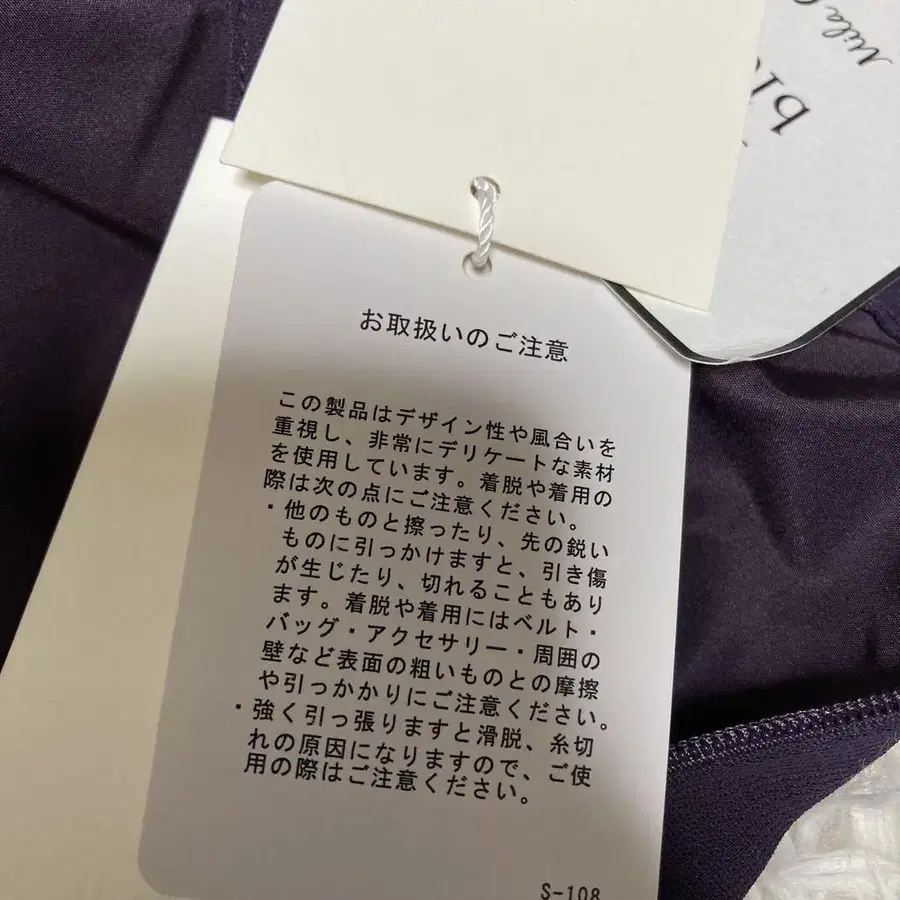 お取扱いのご注意
この製品はデザイン性や風合いを
重視し、非常にデリケートな素材
を使用しています。着脱や着用の
際は次の点にご注意ください。
・他のものと擦ったり、先の鋭い
ものに引っかけますと、引き傷
が生じたり、切れることもあり
ます。着脱や着用にはベルト・
バッグ・アクセサリー・周囲の
壁など表面の粗いものとの摩擦
や引っかかりにご注意ください。
・強く引っ張りますと滑脱、糸切
れの原因になりますので、ご使
用の際はご注意ください。
S-108